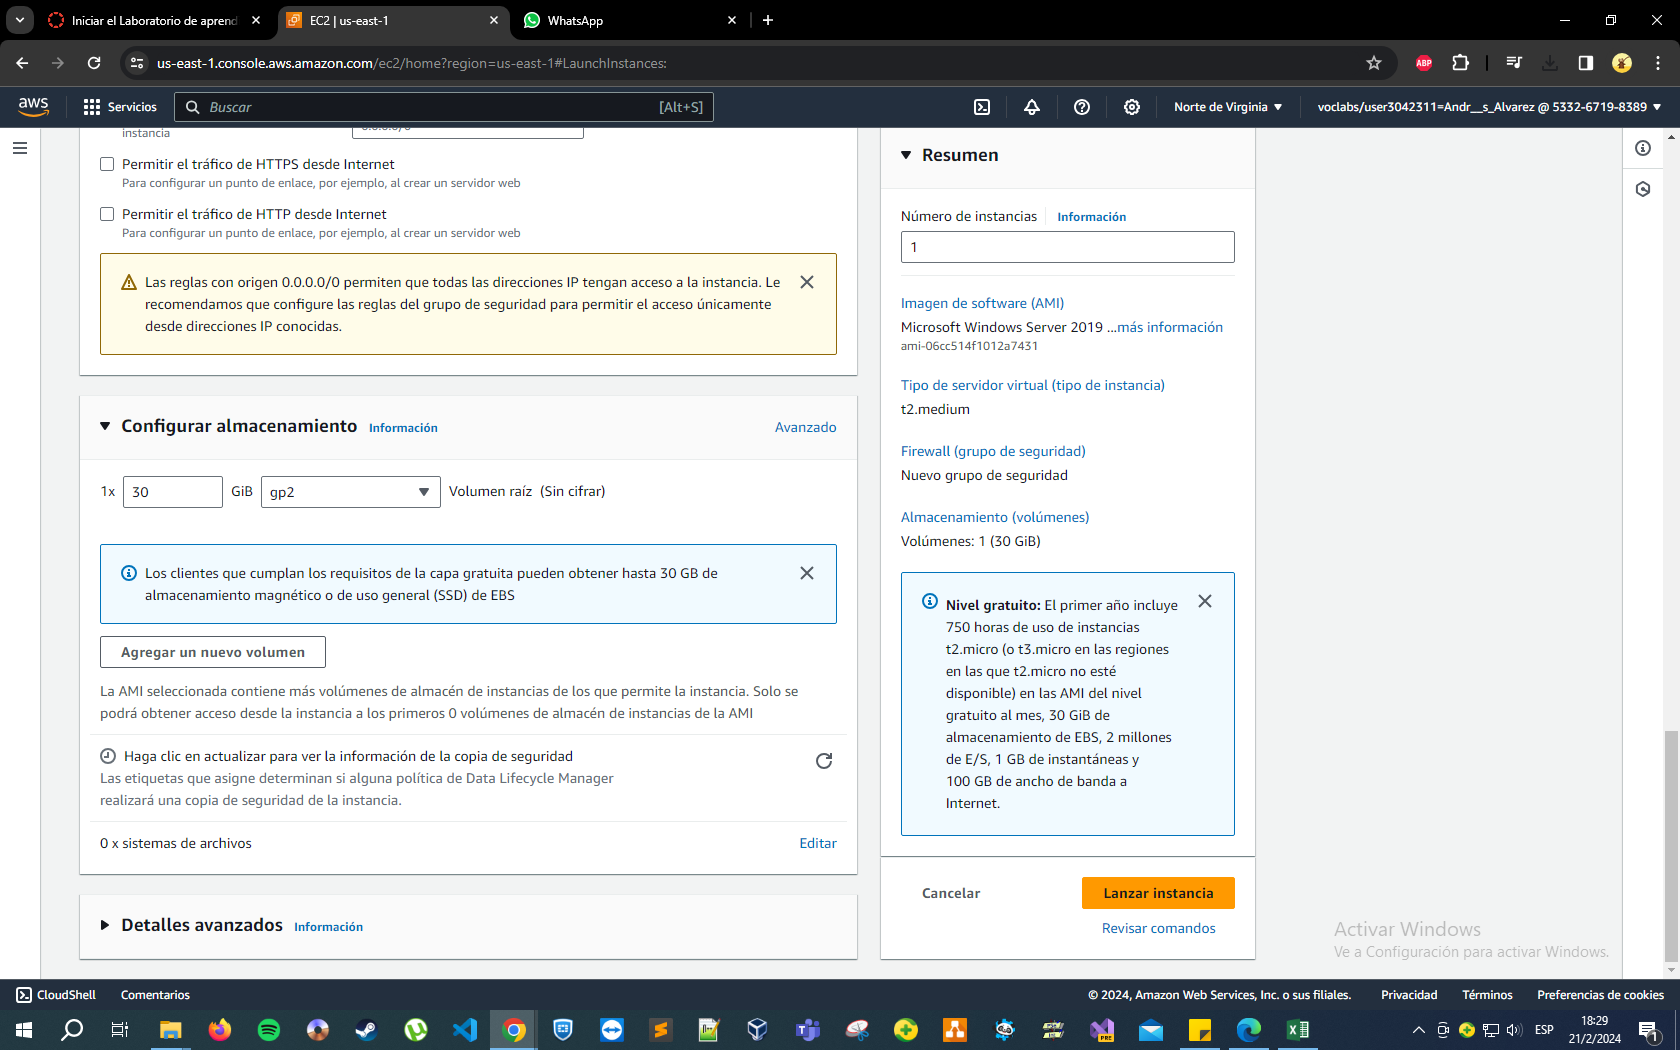 Iniciar el Laboratorio de aprend
EC2 | us-east-1
WhatsApp
us-east-1.console.aws.amazon.com/ec2/home?region=us-east-1#LaunchInstances:
ABP
aws
Servicios
Buscar
[Alt+S]
Norte de Virginia
voclabs/user3042311=Andr__s_Alvarez @ 5332-6719-8389
instancia
0.0.0.0/0
Permitir el tráfico de HTTPS desde Internet
Para configurar un punto de enlace, por ejemplo, al crear un servidor web
Permitir el tráfico de HTTP desde Internet
Para configurar un punto de enlace, por ejemplo, al crear un servidor web
Las reglas con origen 0.0.0.0/0 permiten que todas las direcciones IP tengan acceso a la instancia. Le
recomendamos que configure las reglas del grupo de seguridad para permitir el acceso únicamente
desde direcciones IP conocidas.
Configurar almacenamiento
Información
Avanzado
1x
30
GiB
gp2
Volumen raíz (Sin cifrar)
Los clientes que cumplan los requisitos de la capa gratuita pueden obtener hasta 30 GB de
almacenamiento magnético o de uso general (SSD) de EBS
Agregar un nuevo volumen
La AMI seleccionada contiene más volúmenes de almacén de instancias de los que permite la instancia. Solo se
podrá obtener acceso desde la instancia a los primeros 0 volúmenes de almacén de instancias de la AMI
Haga clic en actualizar para ver la información de la copia de seguridad
Las etiquetas que asigne determinan si alguna política de Data Lifecycle Manager
realizará una copia de seguridad de la instancia.
0 x sistemas de archivos
Editar
Detalles avanzados
Información
Resumen
Número de instancias
Información
1
Imagen de software (AMI)
Microsoft Windows Server 2019 ...más información
ami-06cc514f1012a7431
Tipo de servidor virtual (tipo de instancia)
t2.medium
Firewall (grupo de seguridad)
Nuevo grupo de seguridad
Almacenamiento (volúmenes)
Volúmenes: 1 (30 GiB)
Nivel gratuito: El primer año incluye
750 horas de uso de instancias
t2.micro (o t3.micro en las regiones
en las que t2.micro no esté
disponible) en las AMI del nivel
gratuito al mes, 30 GiB de
almacenamiento de EBS, 2 millones
de E/S, 1 GB de instantáneas y
100 GB de ancho de banda a
Internet.
Cancelar
Lanzar instancia
Revisar comandos
Activar Windows
Ve a Configuración para activar Windows.
CloudShell
Comentarios
© 2024, Amazon Web Services, Inc. o sus filiales.
Privacidad
Términos
Preferencias de cookies
PRE
ESP
18:29
21/2/2024
1